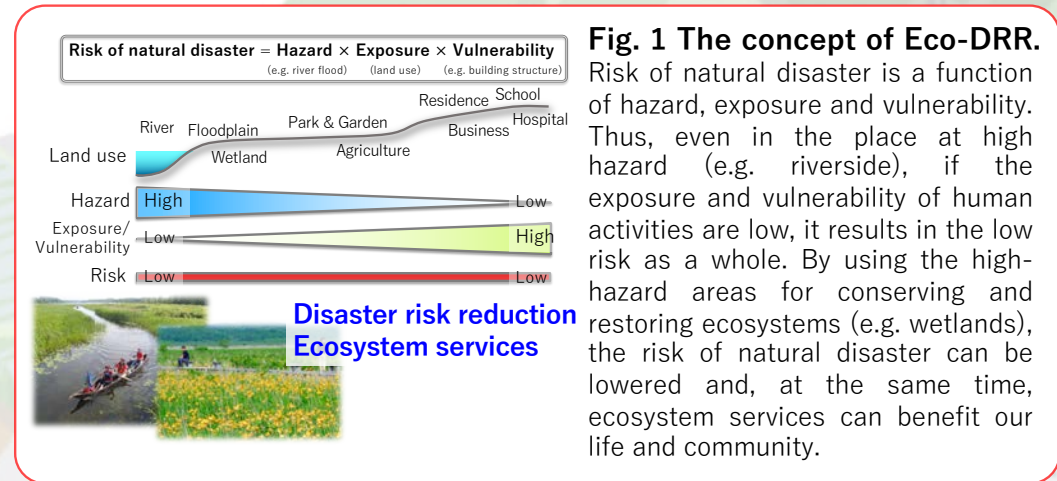 Risk of natural disaster = Hazard × Exposure × Vulnerability
(e.g. river flood) (land use) (e.g. building structure)
Land use
River
Floodplain
Wetland
Park & Garden
Agriculture
Residence
Business
School
Hospital
Hazard High Low
Exposure/
Vulnerability Low High
Risk Low Low
Disaster risk reduction
Ecosystem services
Fig. 1 The concept of Eco-DRR.
Risk of natural disaster is a function
of hazard, exposure and vulnerability.
Thus, even in the place at high
hazard (e.g. riverside), if the
exposure and vulnerability of human
activities are low, it results in the low
risk as a whole. By using the high-
hazard areas for conserving and
restoring ecosystems (e.g. wetlands),
the risk of natural disaster can be
lowered and, at the same time,
ecosystem services can benefit our
life and community.